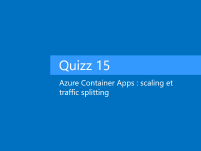 Quizz 15
Azure Container Apps : scaling et
traffic splitting